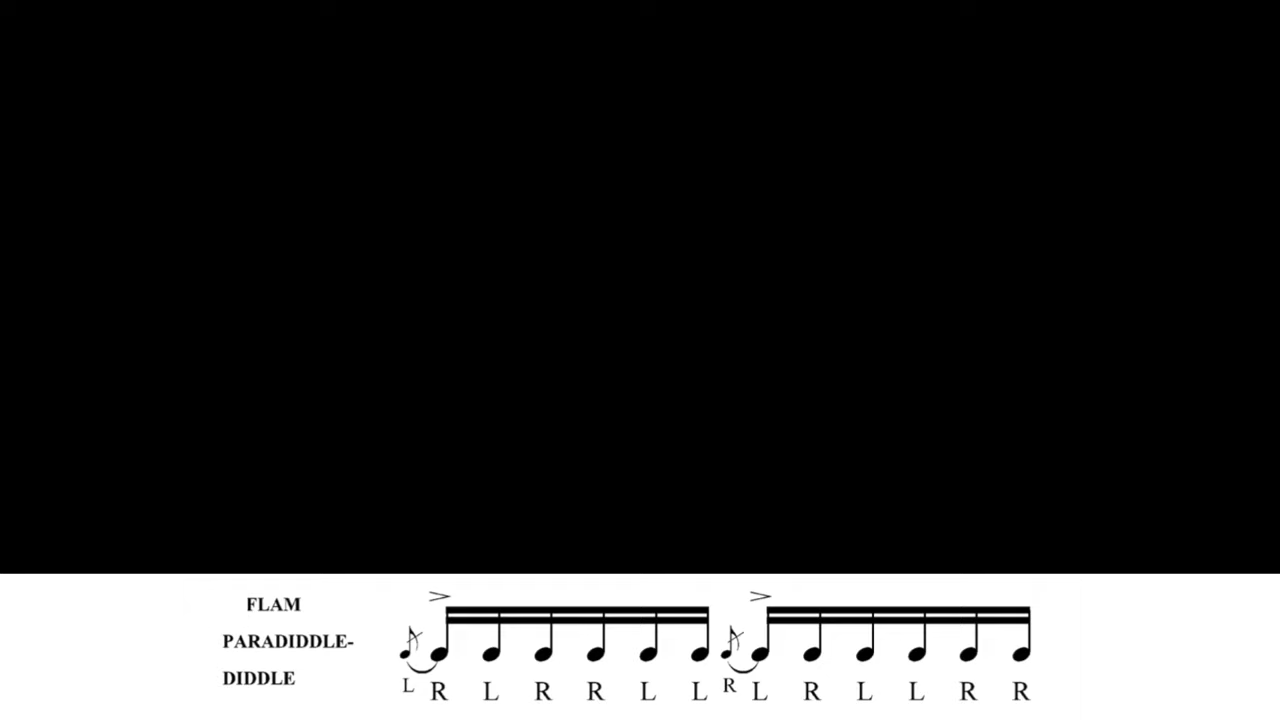 FLAM
PARADIDDLE-
DIDDLE
L R L R R L L R L R L L R R